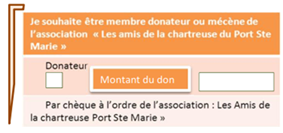 Je souhaite être membre donateur ou mécène de
l'association « Les amis de la chartreuse du Port Ste
Marie »
Donateur
Montant du don
Par chèque à l'ordre de l'association : Les Amis de
la chartreuse Port Ste Marie »